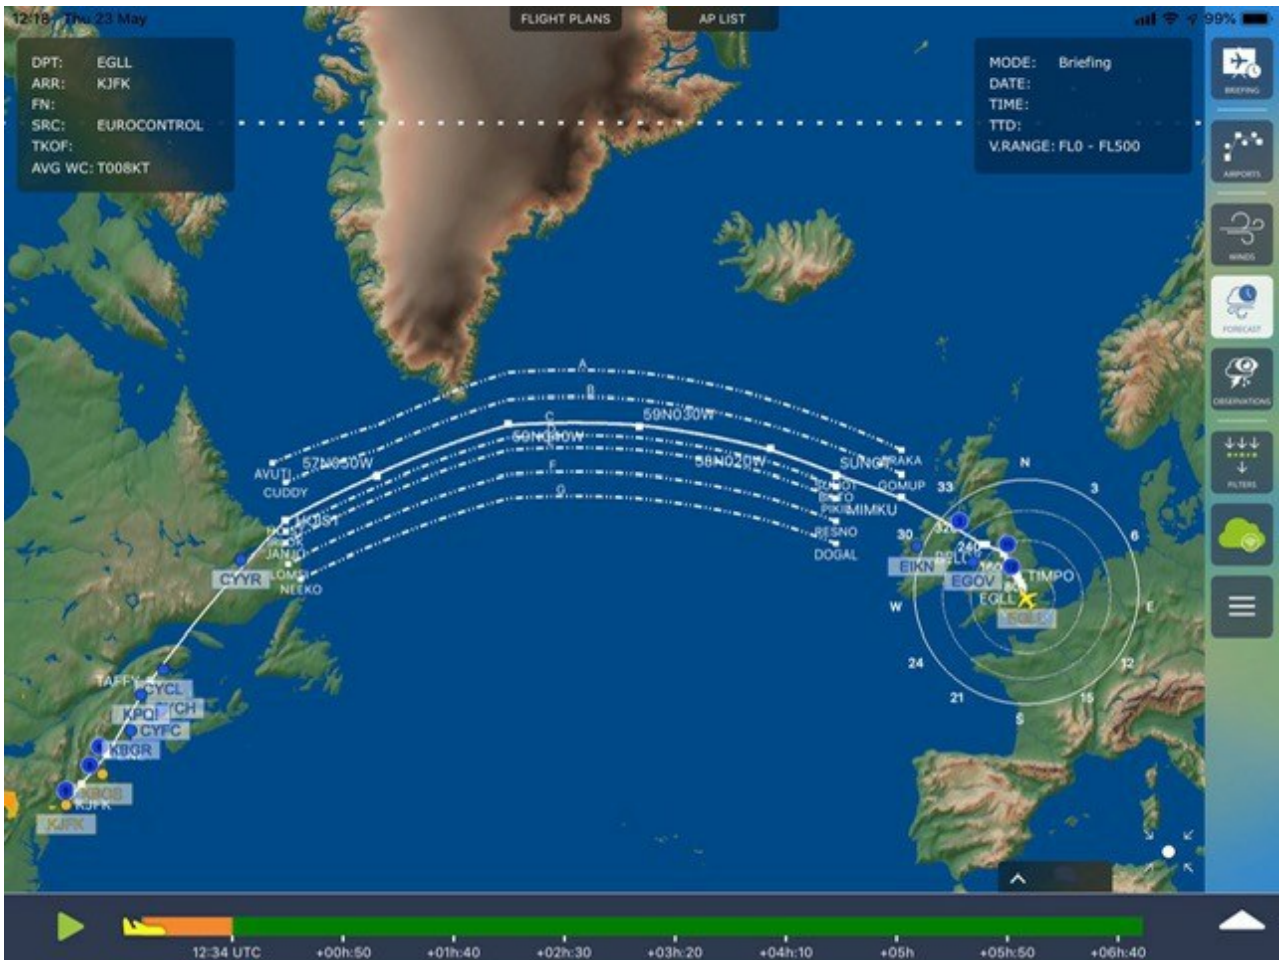 12:18 Thu 23 May
FLIGHT PLANS
AP LIST
99%
DPT: EGLL
ARR: KJFK
FN:
SRC: EUROCONTROL
TKOF:
AVG WC: T008KT
MODE: Briefing
DATE:
TIME:
TTD:
V.RANGE: FL0 - FL500
BRIEFING
AIRPORTS
WINDS
FORECAST
OBSERVATIONS
FILTERS
A
B
C
59N030W
57N050W
58N020W
F
G
AVUTI
CUDDY
GOMUP
MIMKU
JANJO
RESNO
DOGAL
LOMSI
NEEKO
CYYR
N
33
3
30
6
EIKN
EGOV
TIMPO
W
EGLL
E
24
12
21
15
S
TAFFY
CYCL
KPQI
CYFC
KBGR
KJFK
KJFK
12:34 UTC
+00h:50
+01h:40
+02h:30
+03h:20
+04h:10
+05h
+05h:50
+06h:40